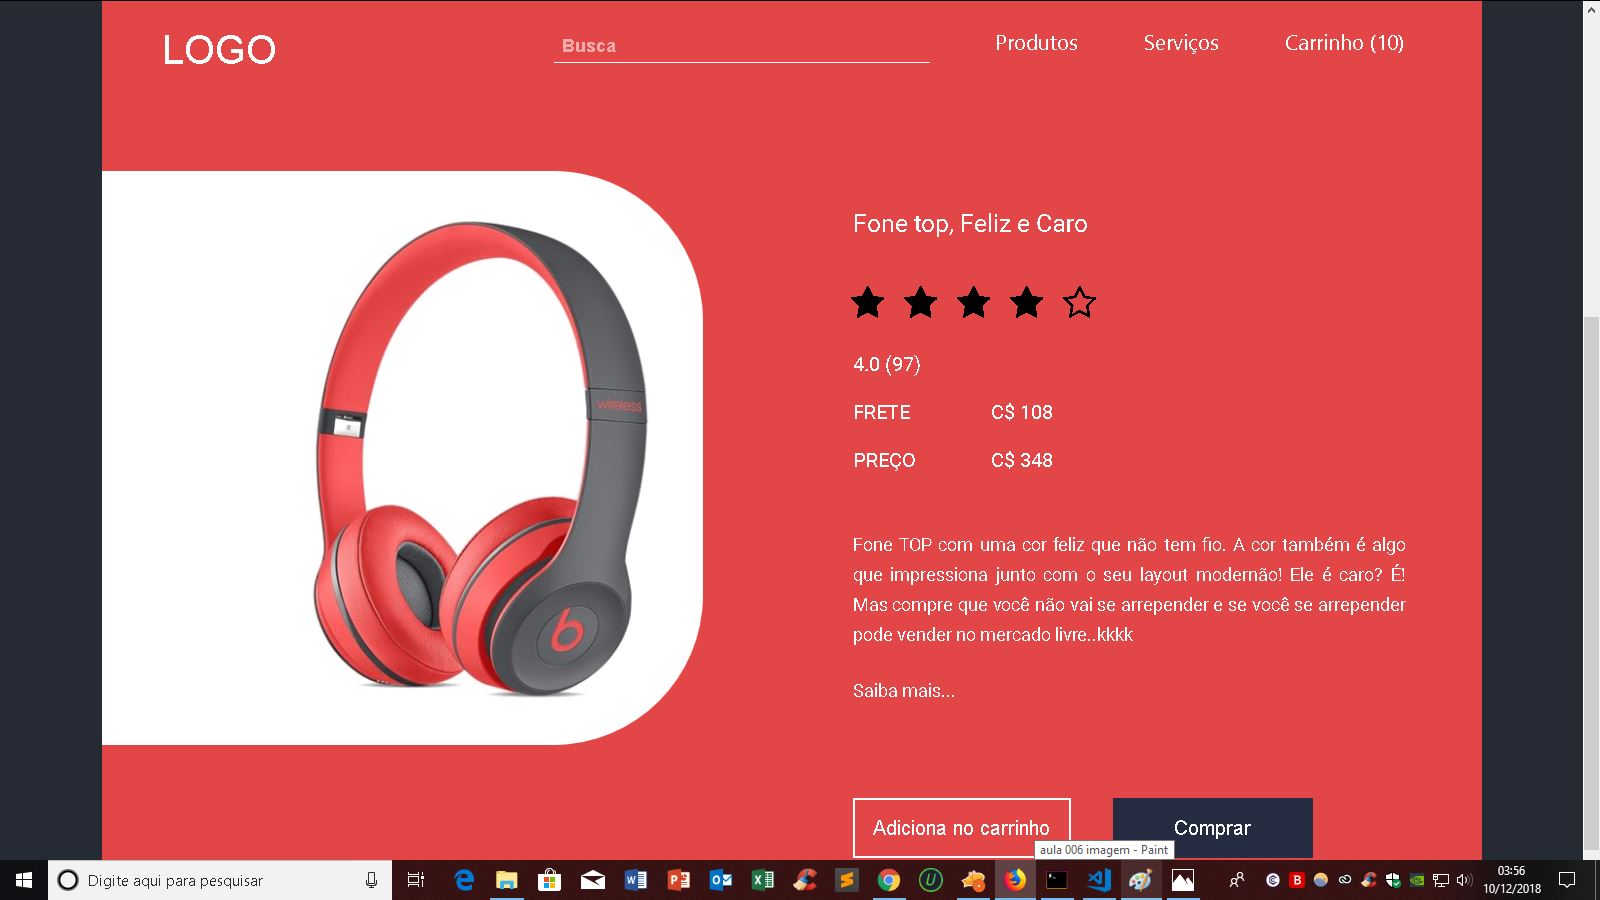 LOGO
Busca
Produtos
Serviços
Carrinho (10)
wireless
b
Fone top, Feliz e Caro
4.0 (97)
FRETE C$ 108
PREÇO C$ 348
Fone TOP com uma cor feliz que não tem fio. A cor também é algo
que impressiona junto com o seu layout modernão! Ele é caro? É!
Mas compre que você não vai se arrepender e se você se arrepender
pode vender no mercado livre..kkkk
Saiba mais...
Adiciona no carrinho
Comprar
aula 006 imagem - Paint
Digite aqui para pesquisar
03:56
10/12/2018